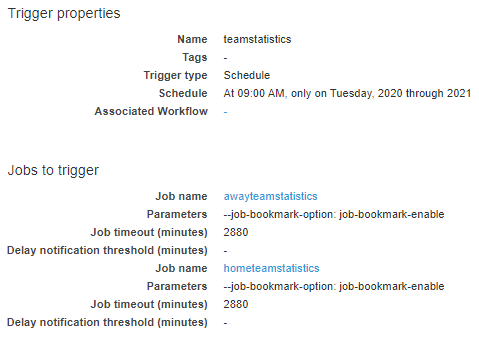 Trigger properties
Name teamstatistics
Tags -
Trigger type Schedule
Schedule At 09:00 AM, only on Tuesday, 2020 through 2021
Associated Workflow -
Jobs to trigger
Job name awayteamstatistics
Parameters --job-bookmark-option: job-bookmark-enable
Job timeout (minutes) 2880
Delay notification threshold (minutes) -
Job name hometeamstatistics
Parameters --job-bookmark-option: job-bookmark-enable
Job timeout (minutes) 2880
Delay notification threshold (minutes) -